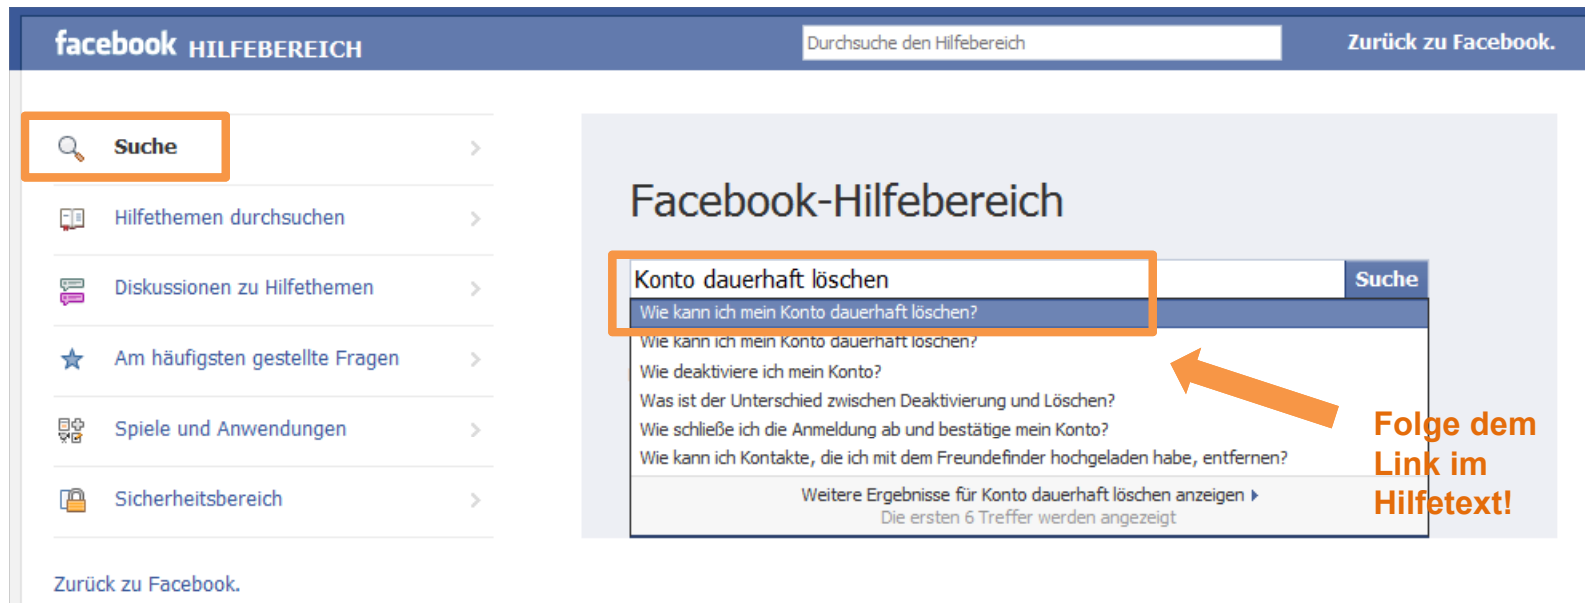 facebook HILFEBEREICH
Durchsuche den Hilfebereich
Zurück zu Facebook.
Suche
Hilfethemen durchsuchen
Diskussionen zu Hilfethemen
Am häufigsten gestellte Fragen
Spiele und Anwendungen
Sicherheitsbereich
Zurück zu Facebook.
Facebook-Hilfebereich
Konto dauerhaft löschen
Suche
Wie kann ich mein Konto dauerhaft löschen?
Wie kann ich mein Konto dauerhaft löschen?
Wie deaktiviere ich mein Konto?
Was ist der Unterschied zwischen Deaktivierung und Löschen?
Wie schließe ich die Anmeldung ab und bestätige mein Konto?
Wie kann ich Kontakte, die ich mit dem Freundefinder hochgeladen habe, entfernen?
Weitere Ergebnisse für Konto dauerhaft löschen anzeigen
Die ersten 6 Treffer werden angezeigt
Folge dem
Link im
Hilfetext!